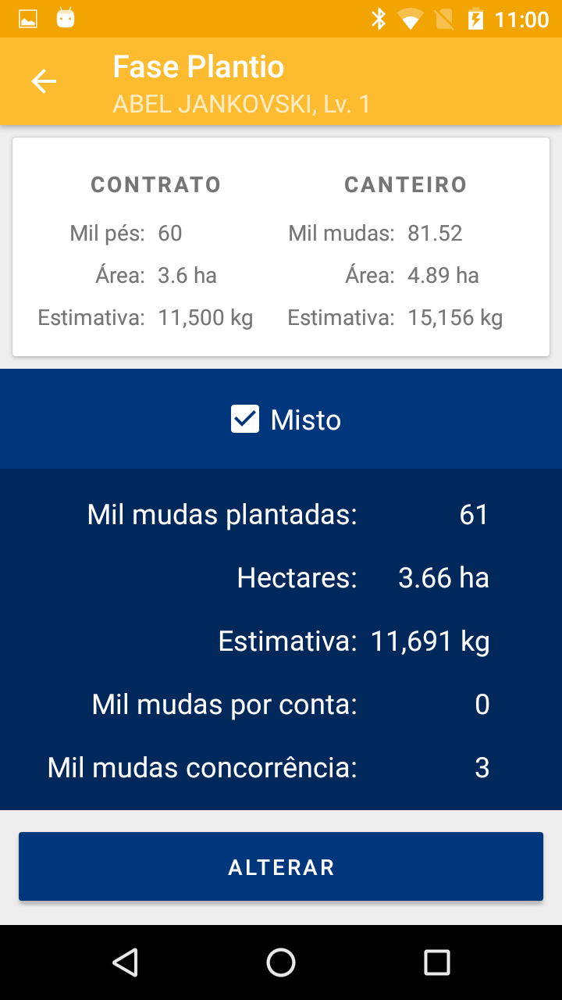 11:00
Fase Plantio
ABEL JANKOVSKI, Lv. 1
CONTRATO
Mil pés: 60
Área: 3.6 ha
Estimativa: 11,500 kg
CANTEIRO
Mil mudas: 81.52
Área: 4.89 ha
Estimativa: 15,156 kg
Misto
Mil mudas plantadas: 61
Hectares: 3.66 ha
Estimativa: 11,691 kg
Mil mudas por conta: 0
Mil mudas concorrência: 3
ALTERAR